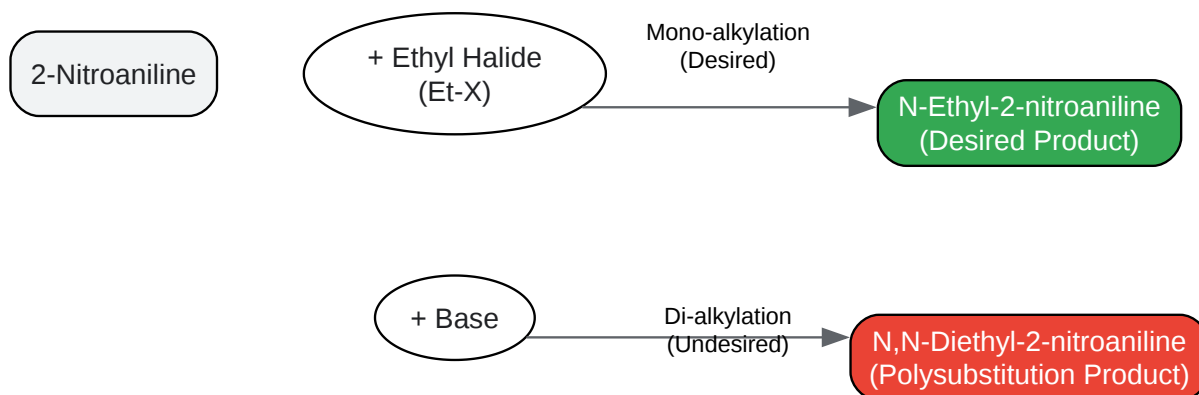 2-Nitroaniline
+ Ethyl Halide
(Et-X)
Mono-alkylation
(Desired)
N-Ethyl-2-nitroaniline
(Desired Product)
+ Base
Di-alkylation
(Undesired)
N,N-Diethyl-2-nitroaniline
(Polysubstitution Product)